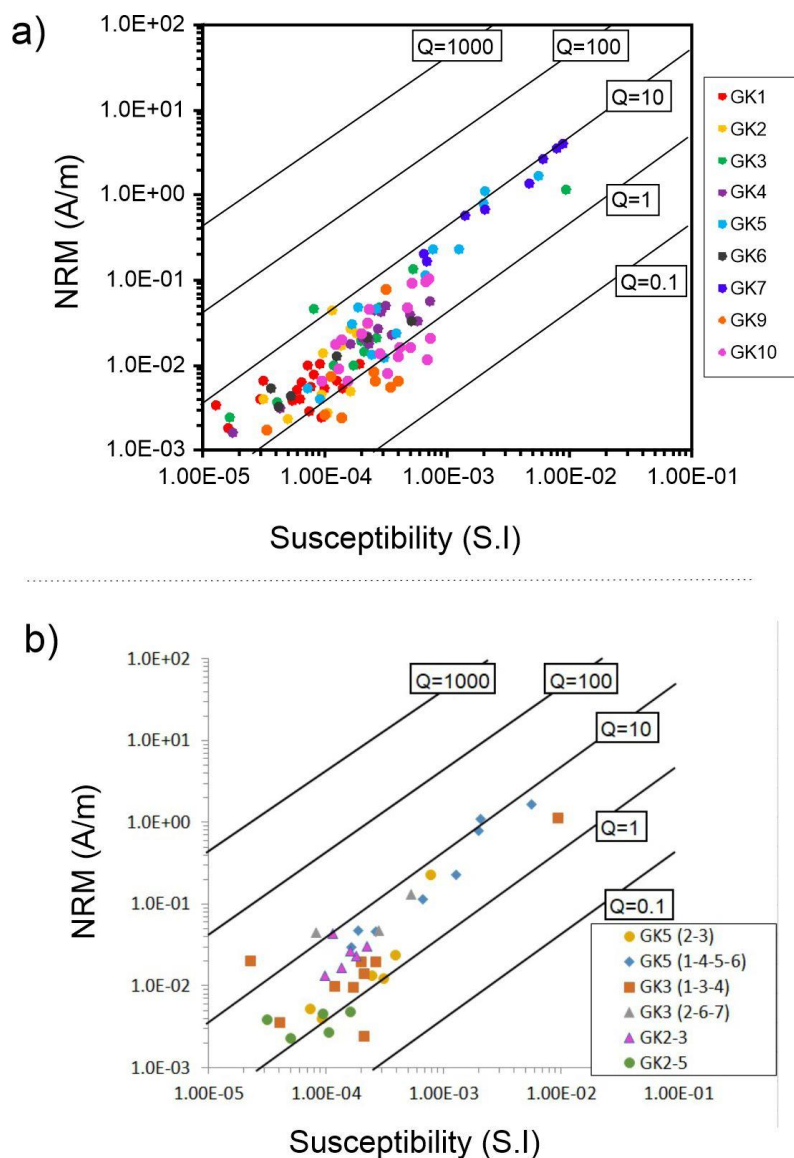 a)
1.0E+02
1.0E+01
1.0E+00
1.0E-01
1.0E-02
1.0E-03
NRM (A/m)
Q=1000
Q=100
Q=10
Q=1
Q=0.1
GK1
GK2
GK3
GK4
GK5
GK6
GK7
GK9
GK10
1.00E-05 1.00E-04 1.00E-03 1.00E-02 1.00E-01
Susceptibility (S.I)
b)
1.0E+02
1.0E+01
1.0E+00
1.0E-01
1.0E-02
1.0E-03
NRM (A/m)
Q=1000
Q=100
Q=10
Q=1
Q=0.1
GK5 (2-3)
GK5 (1-4-5-6)
GK3 (1-3-4)
GK3 (2-6-7)
GK2-3
GK2-5
1.00E-05 1.00E-04 1.00E-03 1.00E-02 1.00E-01
Susceptibility (S.I)